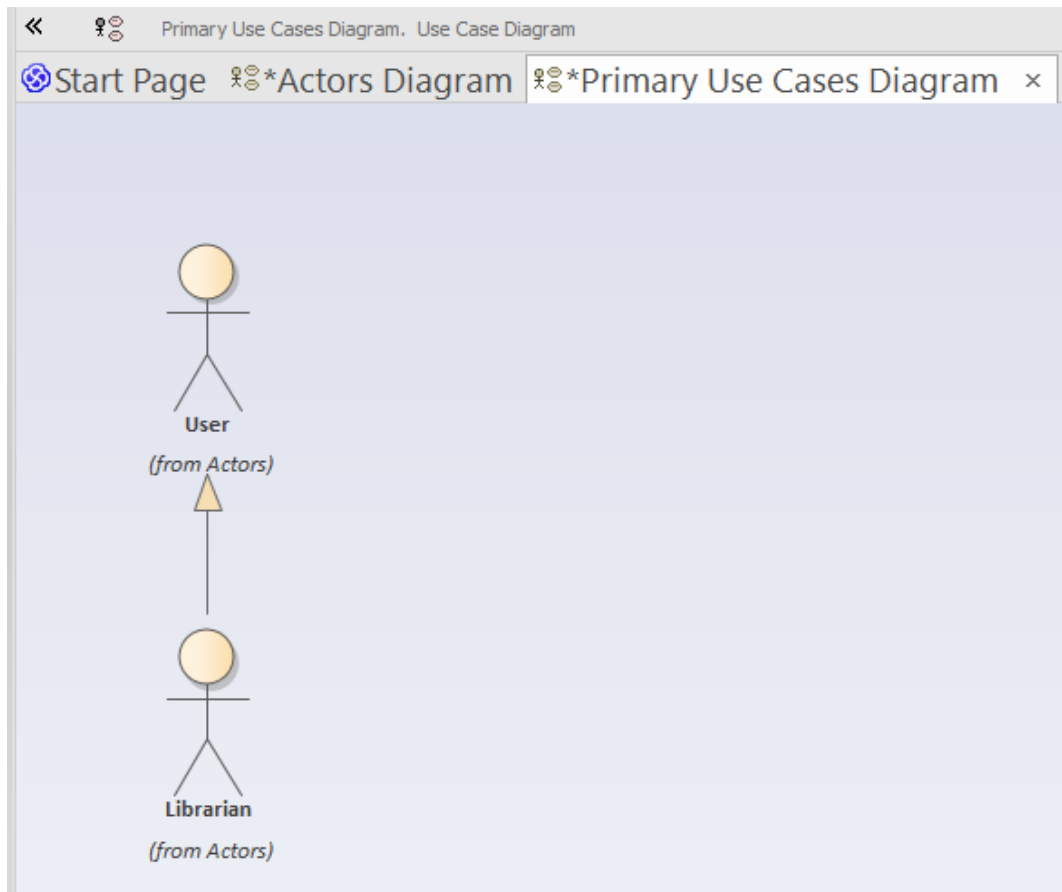 « Primary Use Cases Diagram. Use Case Diagram
Start Page *Actors Diagram *Primary Use Cases Diagram ×
User
(from Actors)
Librarian
(from Actors)